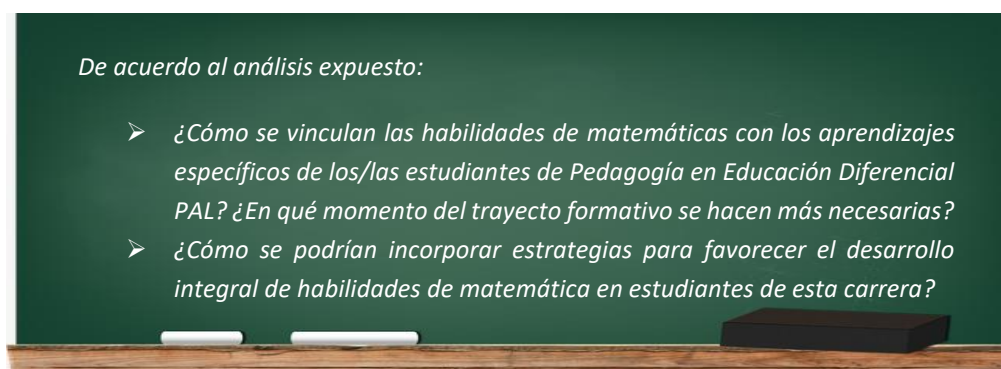 De acuerdo al análisis expuesto:
➢ ¿Cómo se vinculan las habilidades de matemáticas con los aprendizajes
específicos de los/las estudiantes de Pedagogía en Educación Diferencial
PAL? ¿En qué momento del trayecto formativo se hacen más necesarias?
➢ ¿Cómo se podrían incorporar estrategias para favorecer el desarrollo
integral de habilidades de matemática en estudiantes de esta carrera?